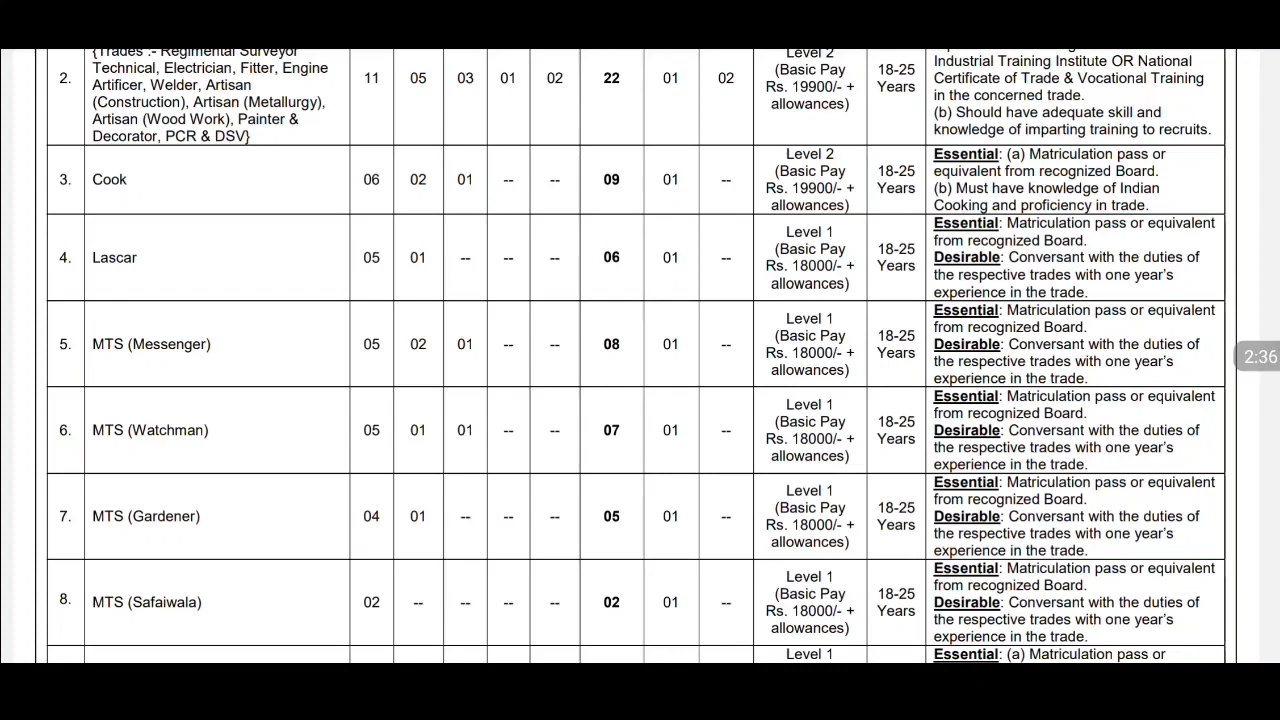 {Trades :- Regimental Surveyor
Technical, Electrician, Fitter, Engine
Artificer, Welder, Artisan
(Construction), Artisan (Metallurgy),
Artisan (Wood Work), Painter &
Decorator, PCR & DSV}
2.
11 05 03 01 02 22 01 02
Level 2
(Basic Pay
Rs. 19900/- +
allowances)
18-25
Years
Industrial Training Institute OR National
Certificate of Trade & Vocational Training
in the concerned trade.
(b) Should have adequate skill and
knowledge of imparting training to recruits.
3. Cook 06 02 01 -- -- 09 01 --
Level 2
(Basic Pay
Rs. 19900/- +
allowances)
18-25
Years
Essential: (a) Matriculation pass or
equivalent from recognized Board.
(b) Must have knowledge of Indian
Cooking and proficiency in trade.
4. Lascar 05 01 -- -- -- 06 01 --
Level 1
(Basic Pay
Rs. 18000/- +
allowances)
18-25
Years
Essential: Matriculation pass or equivalent
from recognized Board.
Desirable: Conversant with the duties of
the respective trades with one year's
experience in the trade.
5. MTS (Messenger) 05 02 01 -- -- 08 01 --
Level 1
(Basic Pay
Rs. 18000/- +
allowances)
18-25
Years
Essential: Matriculation pass or equivalent
from recognized Board.
Desirable: Conversant with the duties of
the respective trades with one year's
experience in the trade.
2:36
6. MTS (Watchman) 05 01 01 -- -- 07 01 --
Level 1
(Basic Pay
Rs. 18000/- +
allowances)
18-25
Years
Essential: Matriculation pass or equivalent
from recognized Board.
Desirable: Conversant with the duties of
the respective trades with one year's
experience in the trade.
7. MTS (Gardener) 04 01 -- -- -- 05 01 --
Level 1
(Basic Pay
Rs. 18000/- +
allowances)
18-25
Years
Essential: Matriculation pass or equivalent
from recognized Board.
Desirable: Conversant with the duties of
the respective trades with one year's
experience in the trade.
8. MTS (Safaiwala) 02 -- -- -- -- 02 01 --
Level 1
(Basic Pay
Rs. 18000/- +
allowances)
18-25
Years
Essential: Matriculation pass or equivalent
from recognized Board.
Desirable: Conversant with the duties of
the respective trades with one year's
experience in the trade.
Level 1
Essential: (a) Matriculation pass or